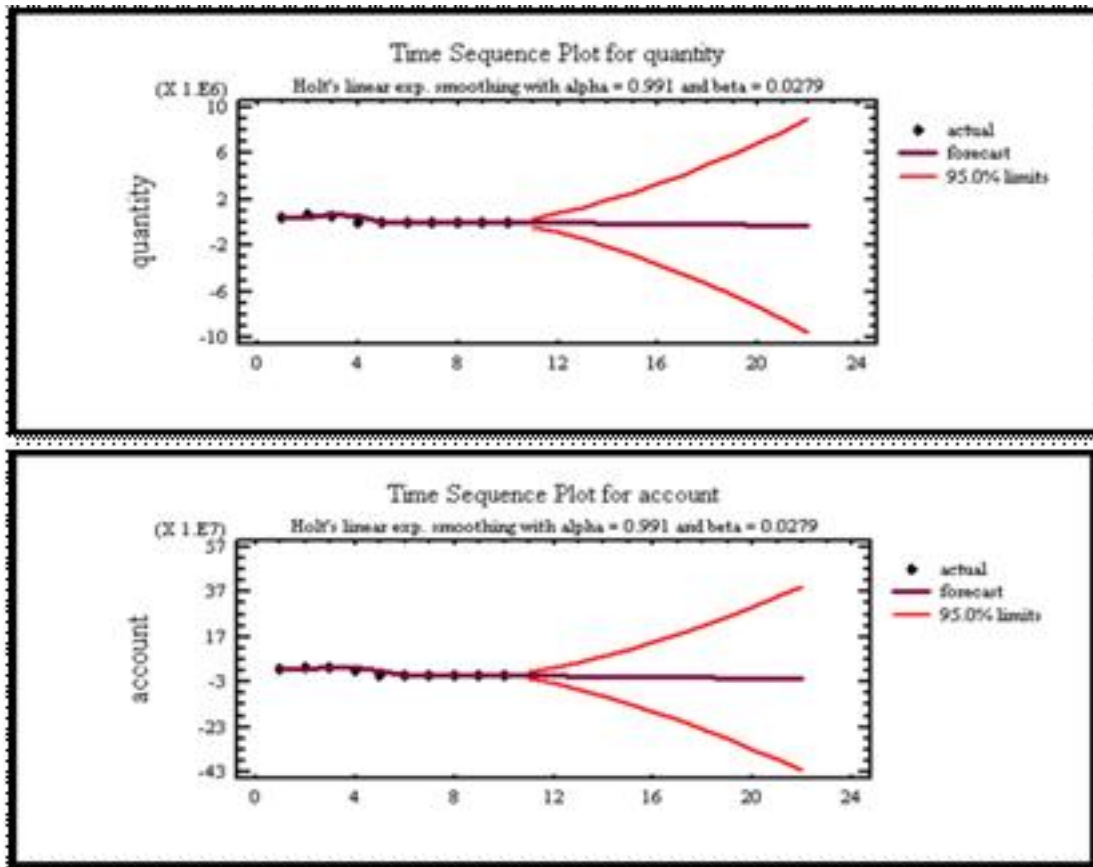 Time Sequence Plot for quantity
(X 1.E6)
Holt's linear exp. smoothing with alpha = 0.991 and beta = 0.0279
10
6
2
-2
-6
-10
quantity
actual
forecast
95.0% limits
0 4 8 12 16 20 24
Time Sequence Plot for account
(X 1.E7)
Holt's linear exp. smoothing with alpha = 0.991 and beta = 0.0279
57
37
17
-3
-23
-43
account
actual
forecast
95.0% limits
0 4 8 12 16 20 24